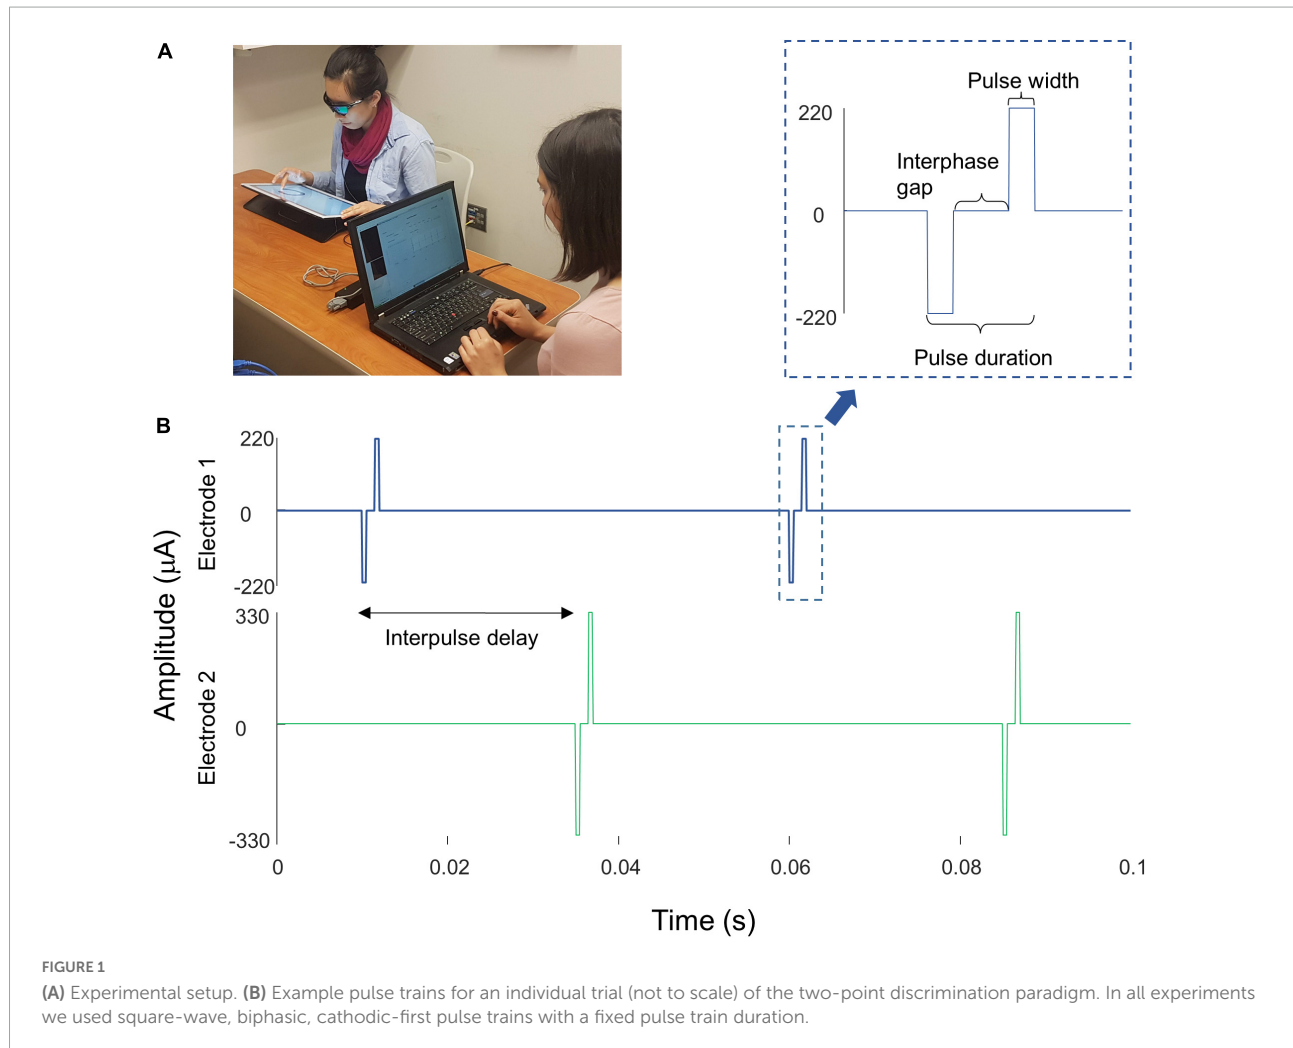 A
Pulse width
220
Interphase
gap
0
-220
Pulse duration
B
220
0
-220
Electrode 1
Amplitude (µA)
Interpulse delay
330
0
-330
Electrode 2
0 0.02 0.04 0.06 0.08 0.1
Time (s)
FIGURE 1
(A) Experimental setup. (B) Example pulse trains for an individual trial (not to scale) of the two-point discrimination paradigm. In all experiments
we used square-wave, biphasic, cathodic-first pulse trains with a fixed pulse train duration.